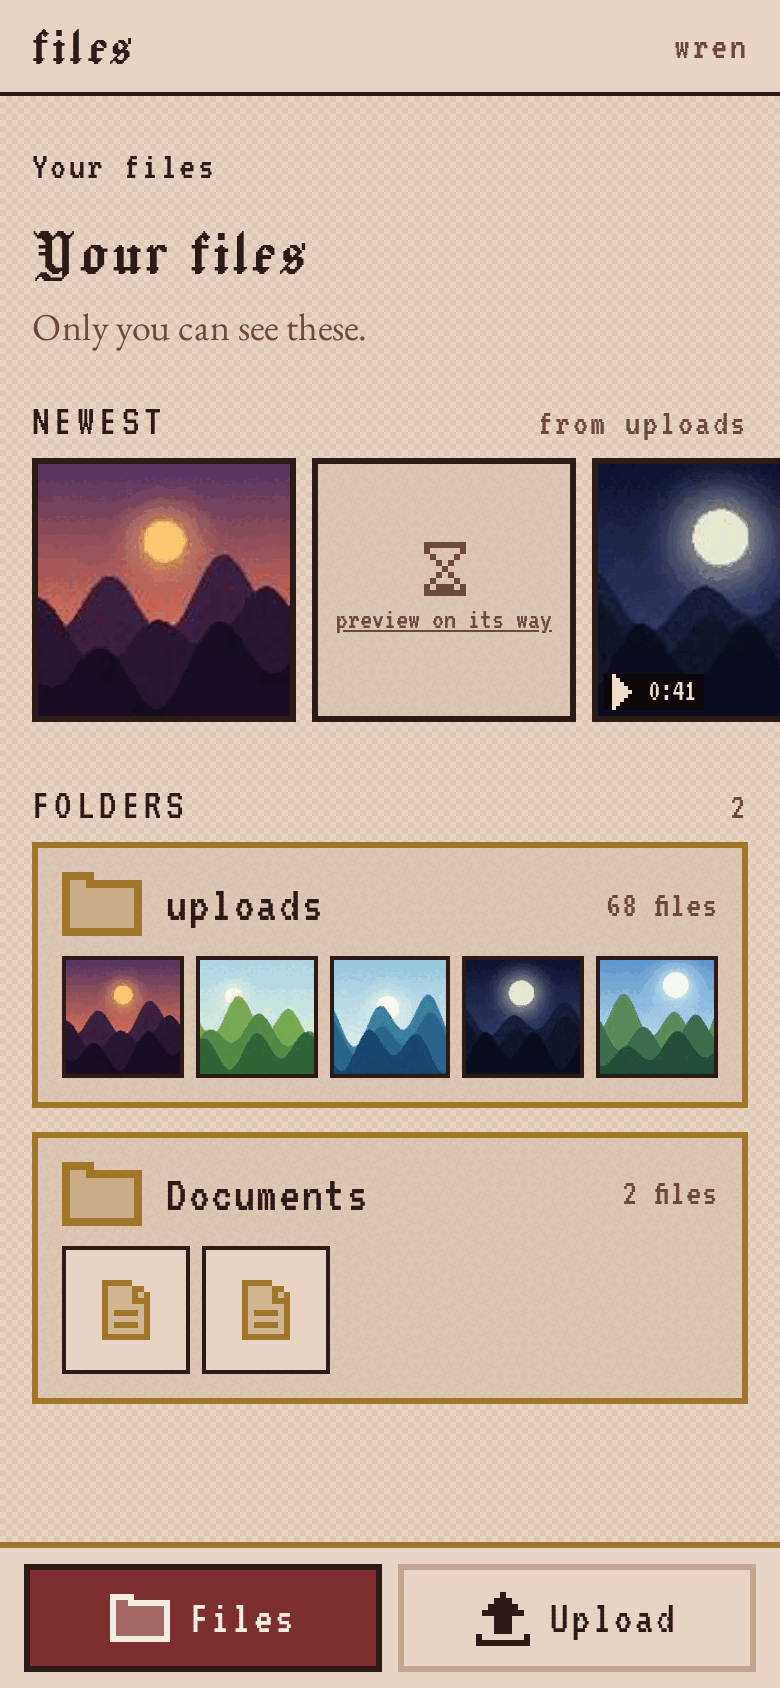 files
wren
Your files
Your files
Only you can see these.
NEWEST
from uploads
preview on its way
0:41
FOLDERS
2
uploads
68 files
Documents
2 files
Files
Upload